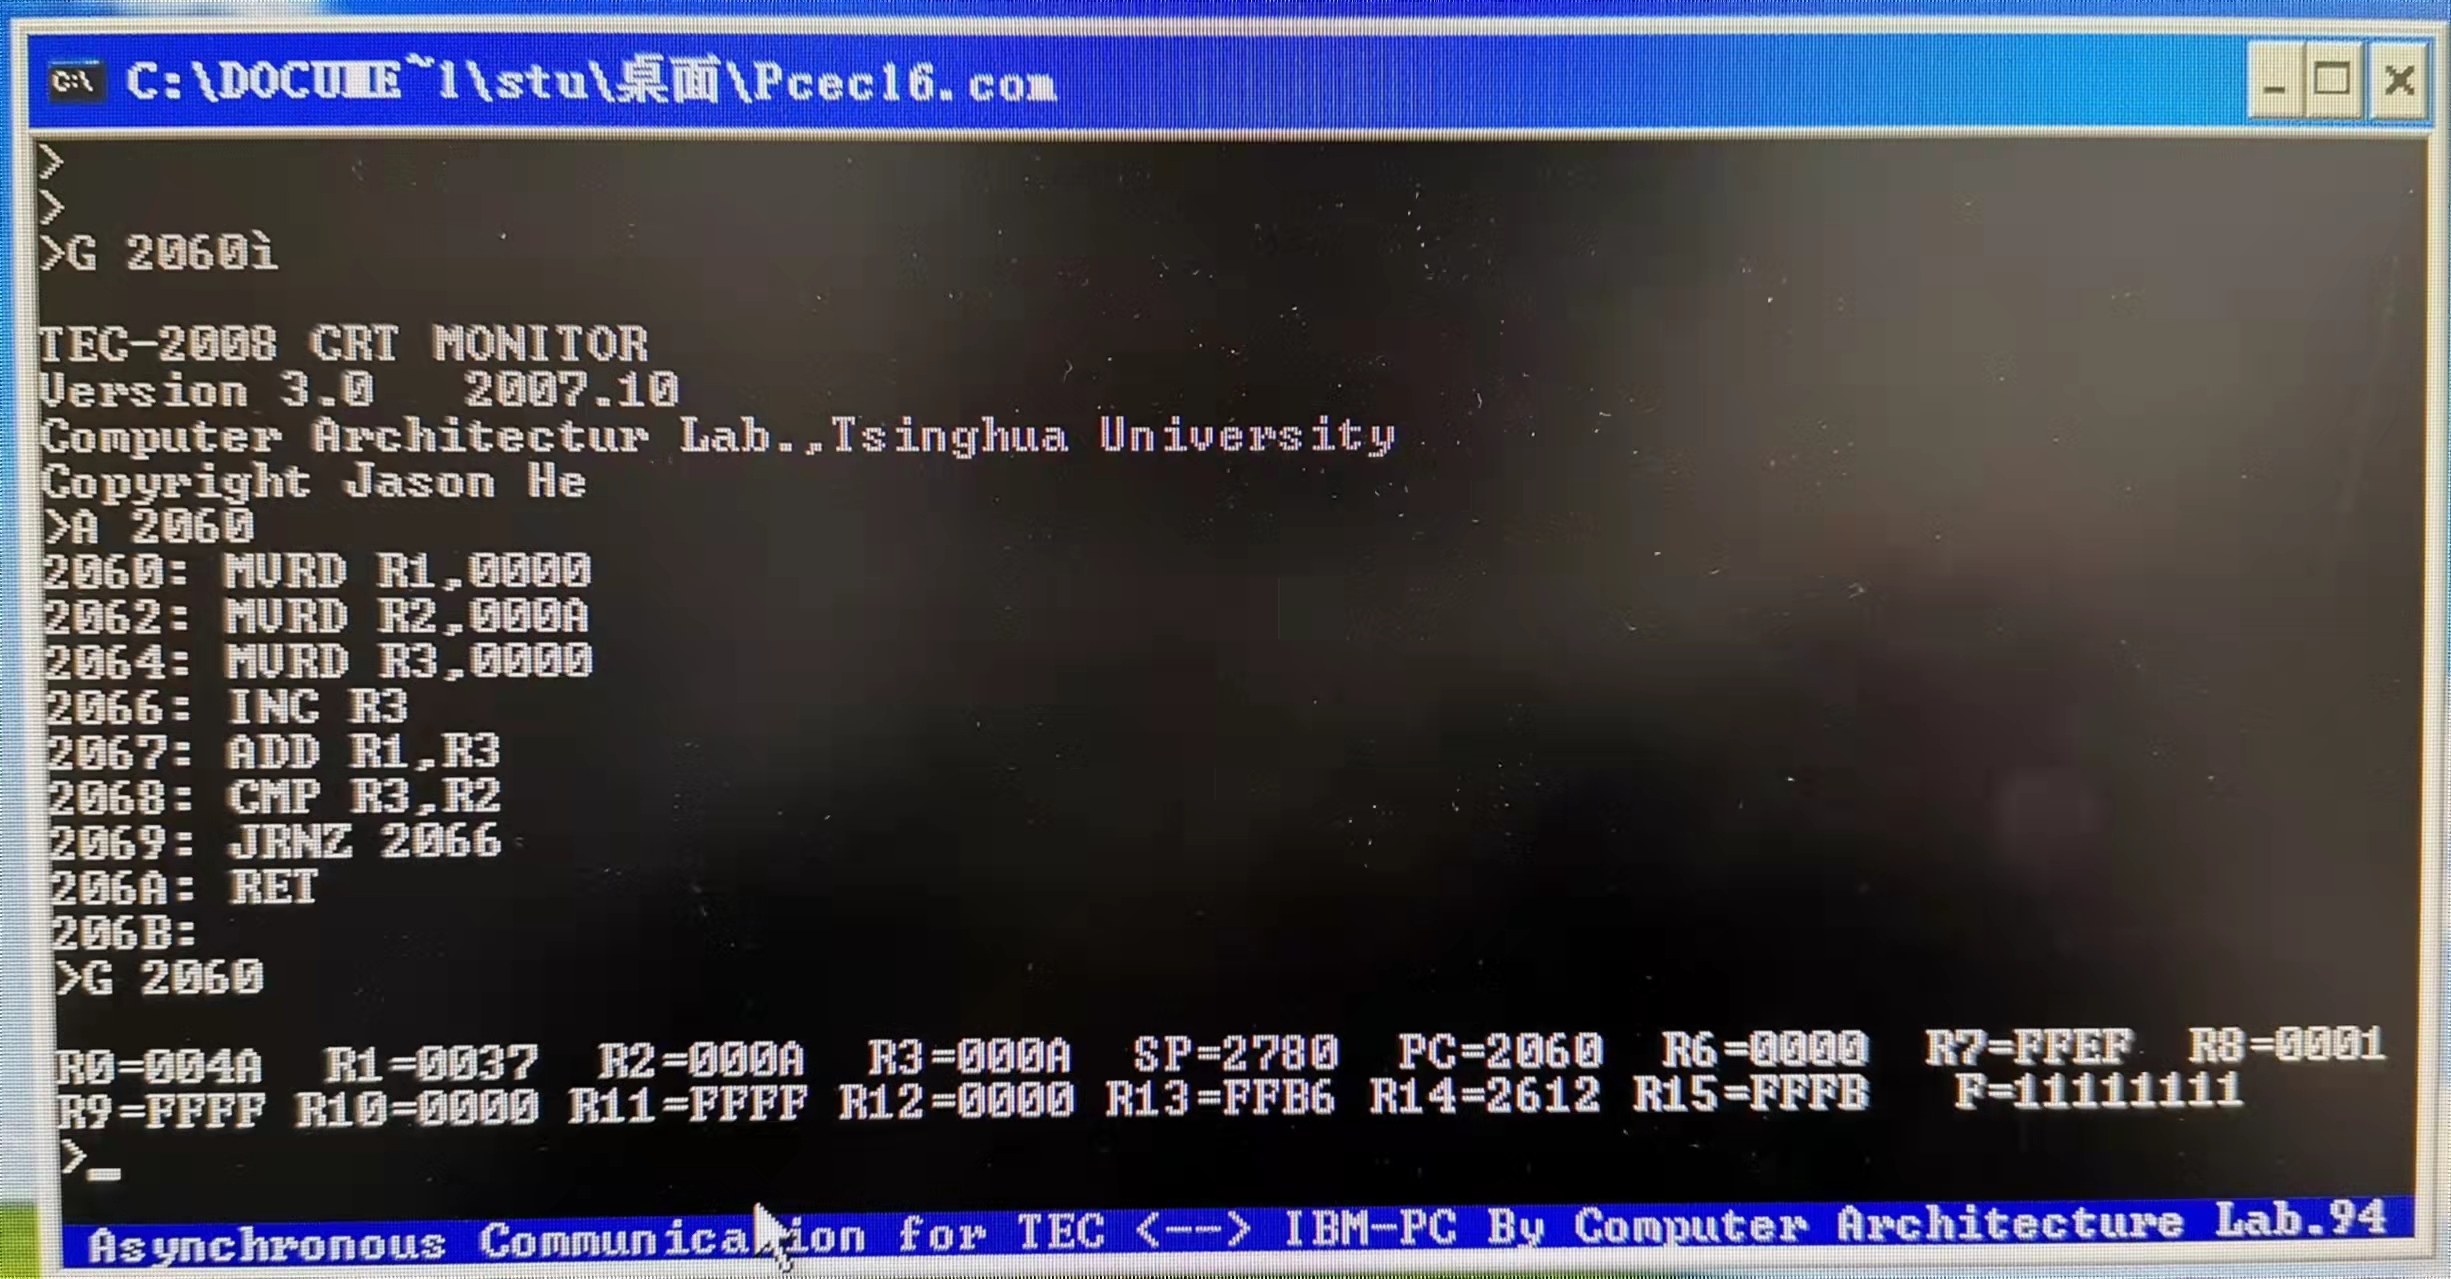 C:\DOCUME~1\stu\桌面\Pcec16.com
>
>
>G 2060ì
TEC-2008 CRT MONITOR
Version 3.0 2007.10
Computer Architectur Lab.,Tsinghua University
Copyright Jason He
>A 2060
2060: MVRD R1,0000
2062: MVRD R2,000A
2064: MVRD R3,0000
2066: INC R3
2067: ADD R1,R3
2068: CMP R3,R2
2069: JRNZ 2066
206A: RET
206B:
>G 2060
R0=004A R1=0037 R2=000A R3=000A SP=2780 PC=2060 R6=0000 R7=FFEF R8=0001
R9=FFFF R10=0000 R11=FFFF R12=0000 R13=FFB6 R14=2612 R15=FFFB F=11111111
>_
Asynchronous Communication for TEC <--> IBM-PC By Computer Architecture Lab.94